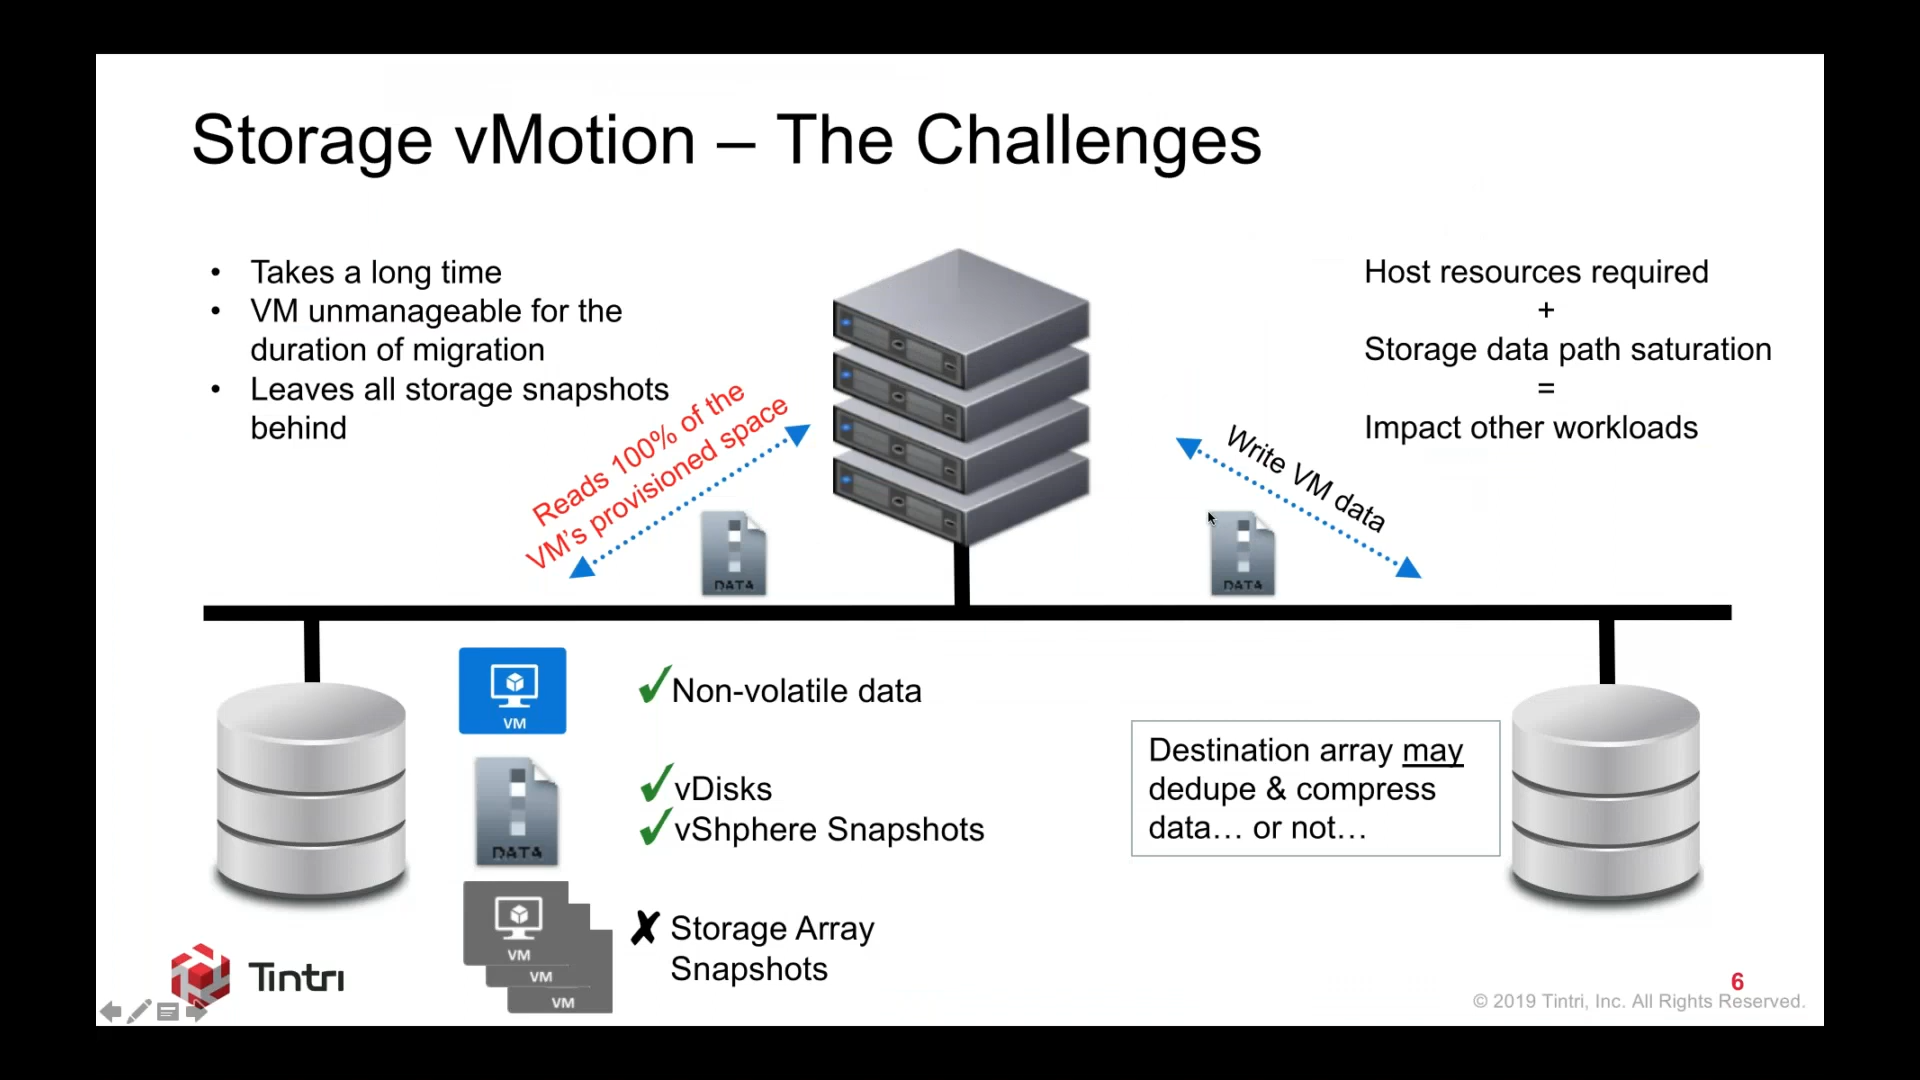 Storage vMotion – The Challenges
• Takes a long time
• VM unmanageable for the
duration of migration
• Leaves all storage snapshots
behind
Reads 100% of the
VM's provisioned space
DATA
Host resources required
+
Storage data path saturation
=
Impact other workloads
Write VM data
DATA
VM
✓Non-volatile data
DATA
✓vDisks
✓vShphere Snapshots
VM
VM
VM
✗ Storage Array
Snapshots
Destination array may
dedupe & compress
data… or not…
Tintri
6
© 2019 Tintri, Inc. All Rights Reserved.